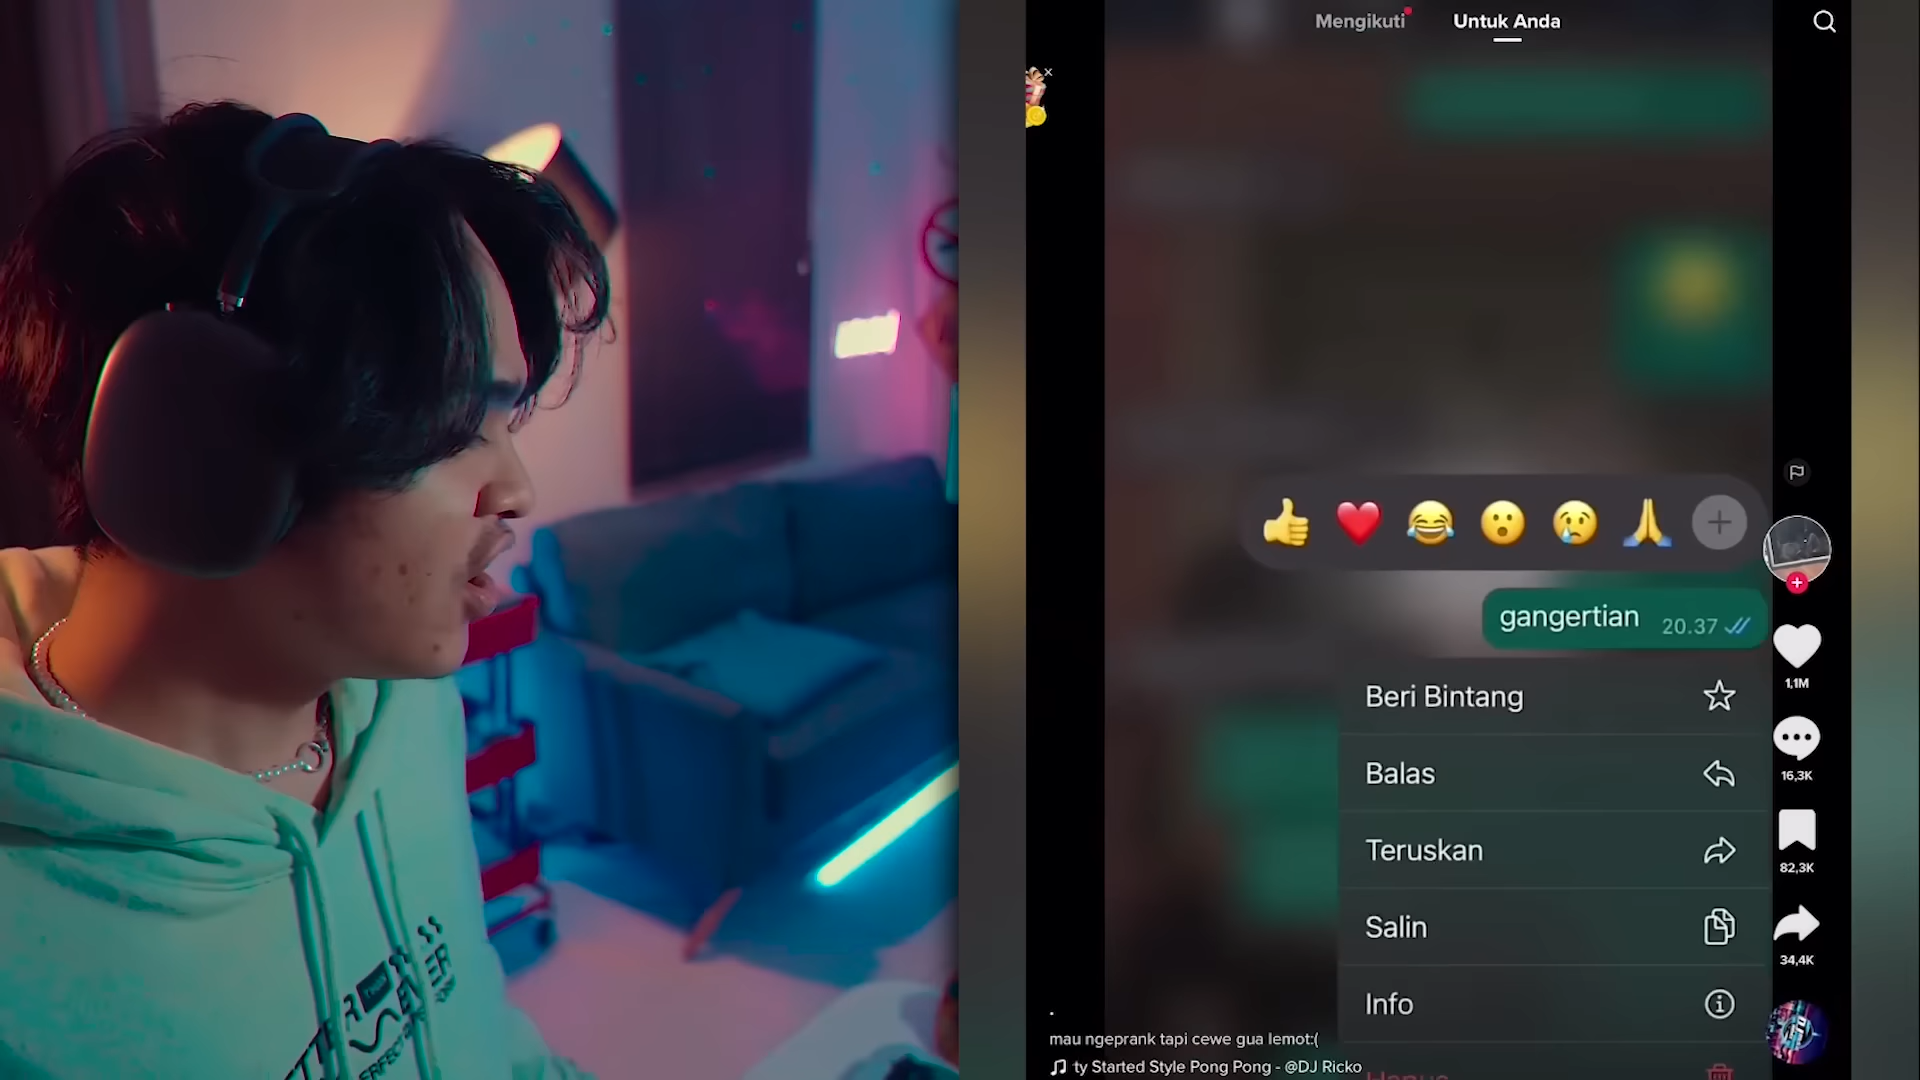 Mengikuti
Untuk Anda
gangertian 20.37
Beri Bintang
Balas
Teruskan
Salin
Info
Hapus
1,1M
16,3K
82,3K
34,4K
.
mau ngeprank tapi cewe gua lemot:(
ty Started Style Pong Pong - @DJ Ricko